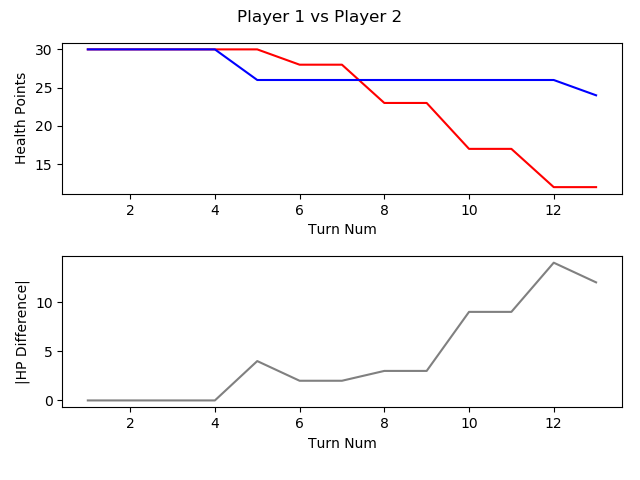 Player 1 vs Player 2
30
25
20
15
Health Points
2 4 6 8 10 12
Turn Num
10
5
0
|HP Difference|
2 4 6 8 10 12
Turn Num